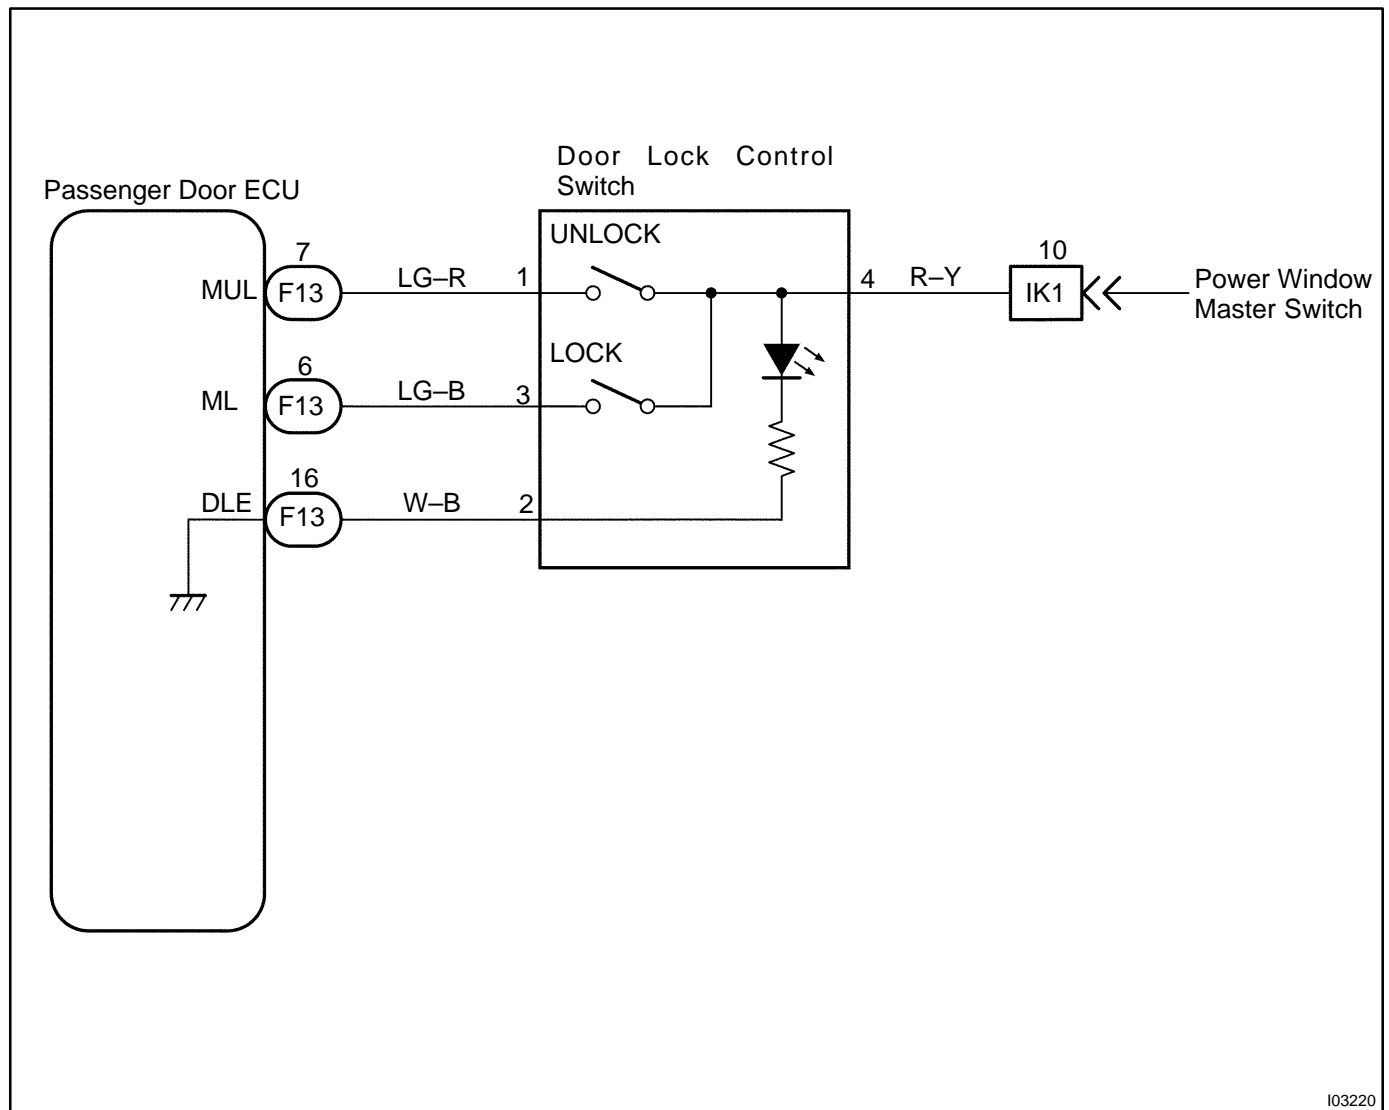 Door Lock Control
Switch
Passenger Door ECU
UNLOCK
7
MUL
F13
LG–R
1
4
R–Y
10
IK1
Power Window
Master Switch
LOCK
6
ML
F13
LG–B
3
16
DLE
F13
W–B
2
I03220